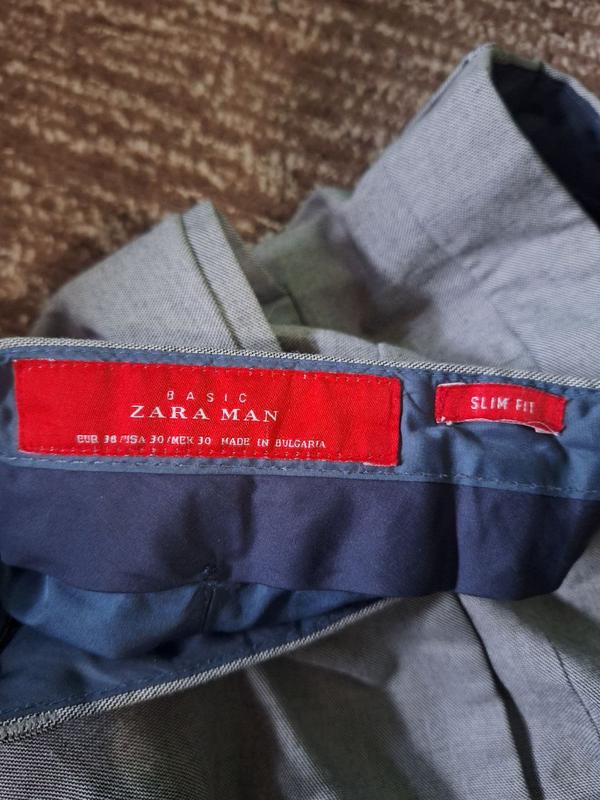 BASIC
ZARA MAN
EUR 38 /USA 30/MEX 30 MADE IN BULGARIA
SLIM FIT